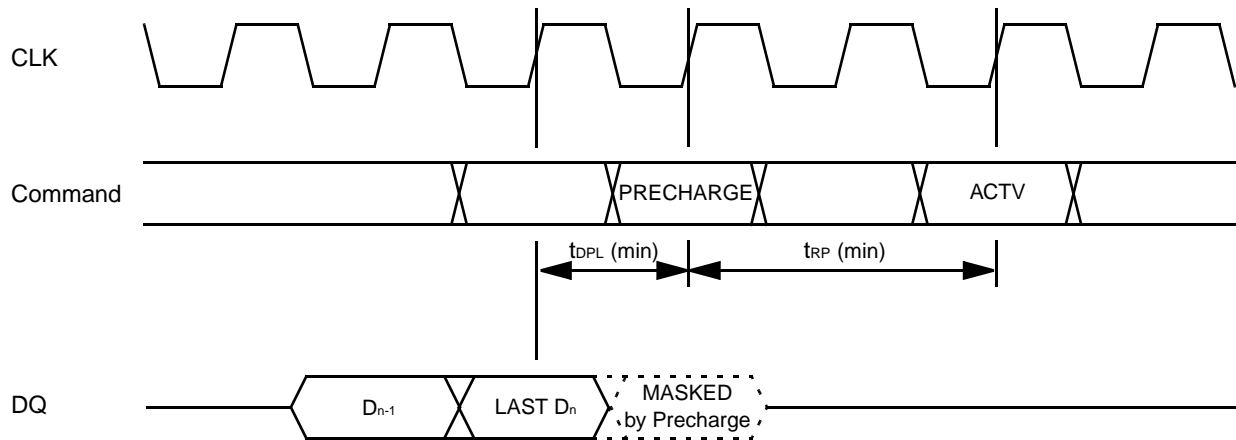 CLK
Command
PRECHARGE
ACTV
tDPL (min)
tRP (min)
DQ
Dn-1
LAST Dn
MASKED
by Precharge